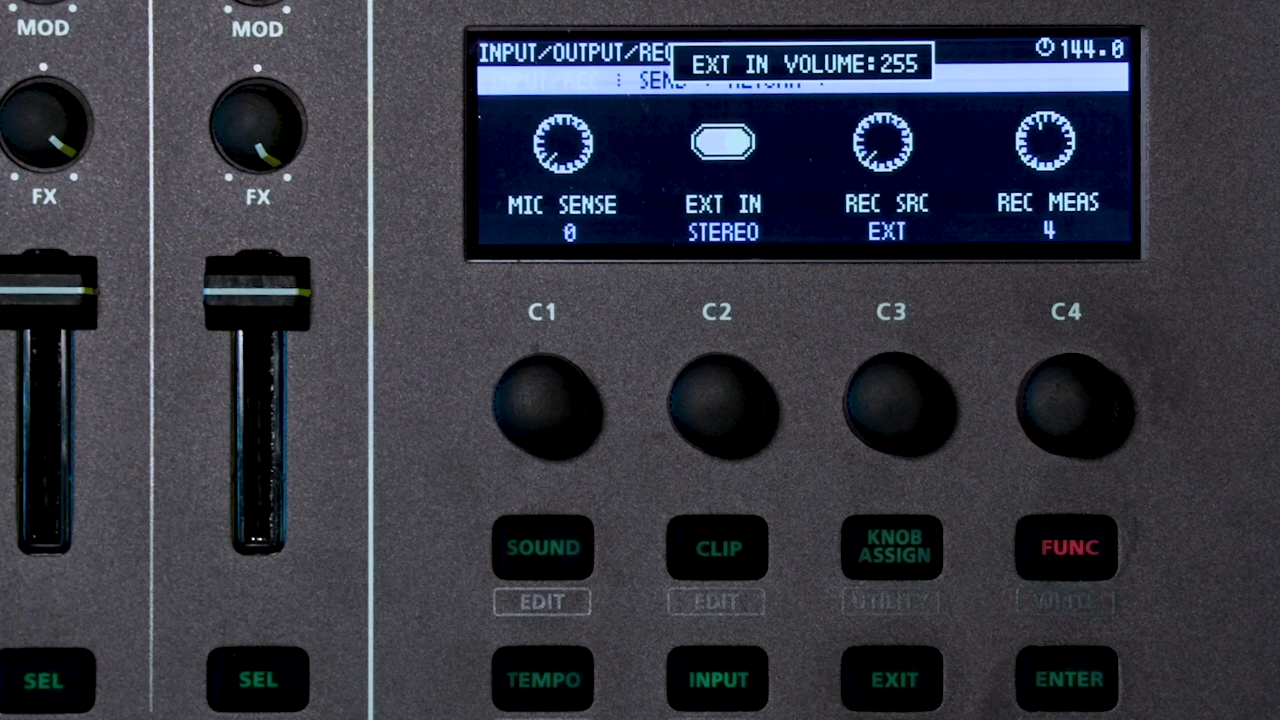 MOD
MOD
FX
FX
INPUT/OUTPUT/REC
144.0
EXT IN VOLUME:255
MIC SENSE
EXT IN
REC SRC
REC MEAS
0
STEREO
EXT
4
C1
C2
C3
C4
SOUND
CLIP
KNOB
ASSIGN
FUNC
EDIT
EDIT
UTILITY
WRITE
SEL
SEL
TEMPO
INPUT
EXIT
ENTER